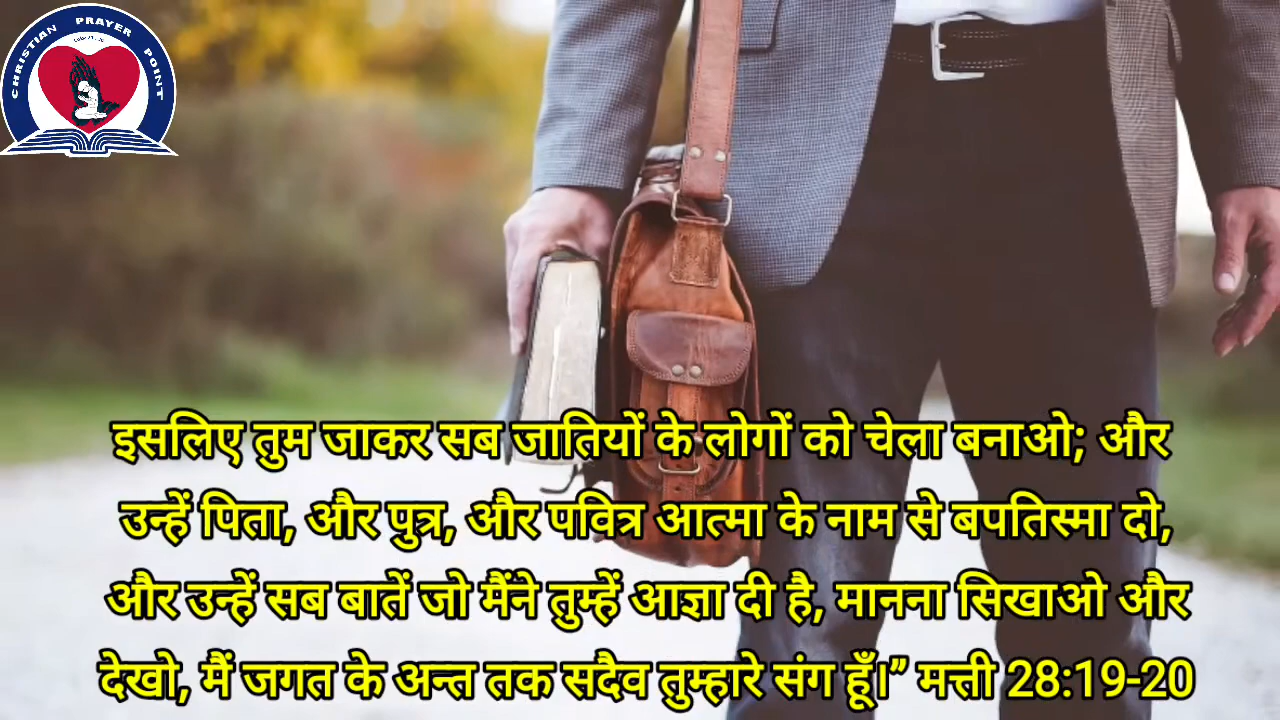 CHRISTIAN PRAYER POINT
इसलिए तुम जाकर सब जातियों के लोगों को चेला बनाओ; और
उन्हें पिता, और पुत्र, और पवित्र आत्मा के नाम से बपतिस्मा दो,
और उन्हें सब बातें जो मैंने तुम्हें आज्ञा दी है, मानना सिखाओ और
देखो, मैं जगत के अन्त तक सदैव तुम्हारे संग हूँ।” मत्ती 28:19-20